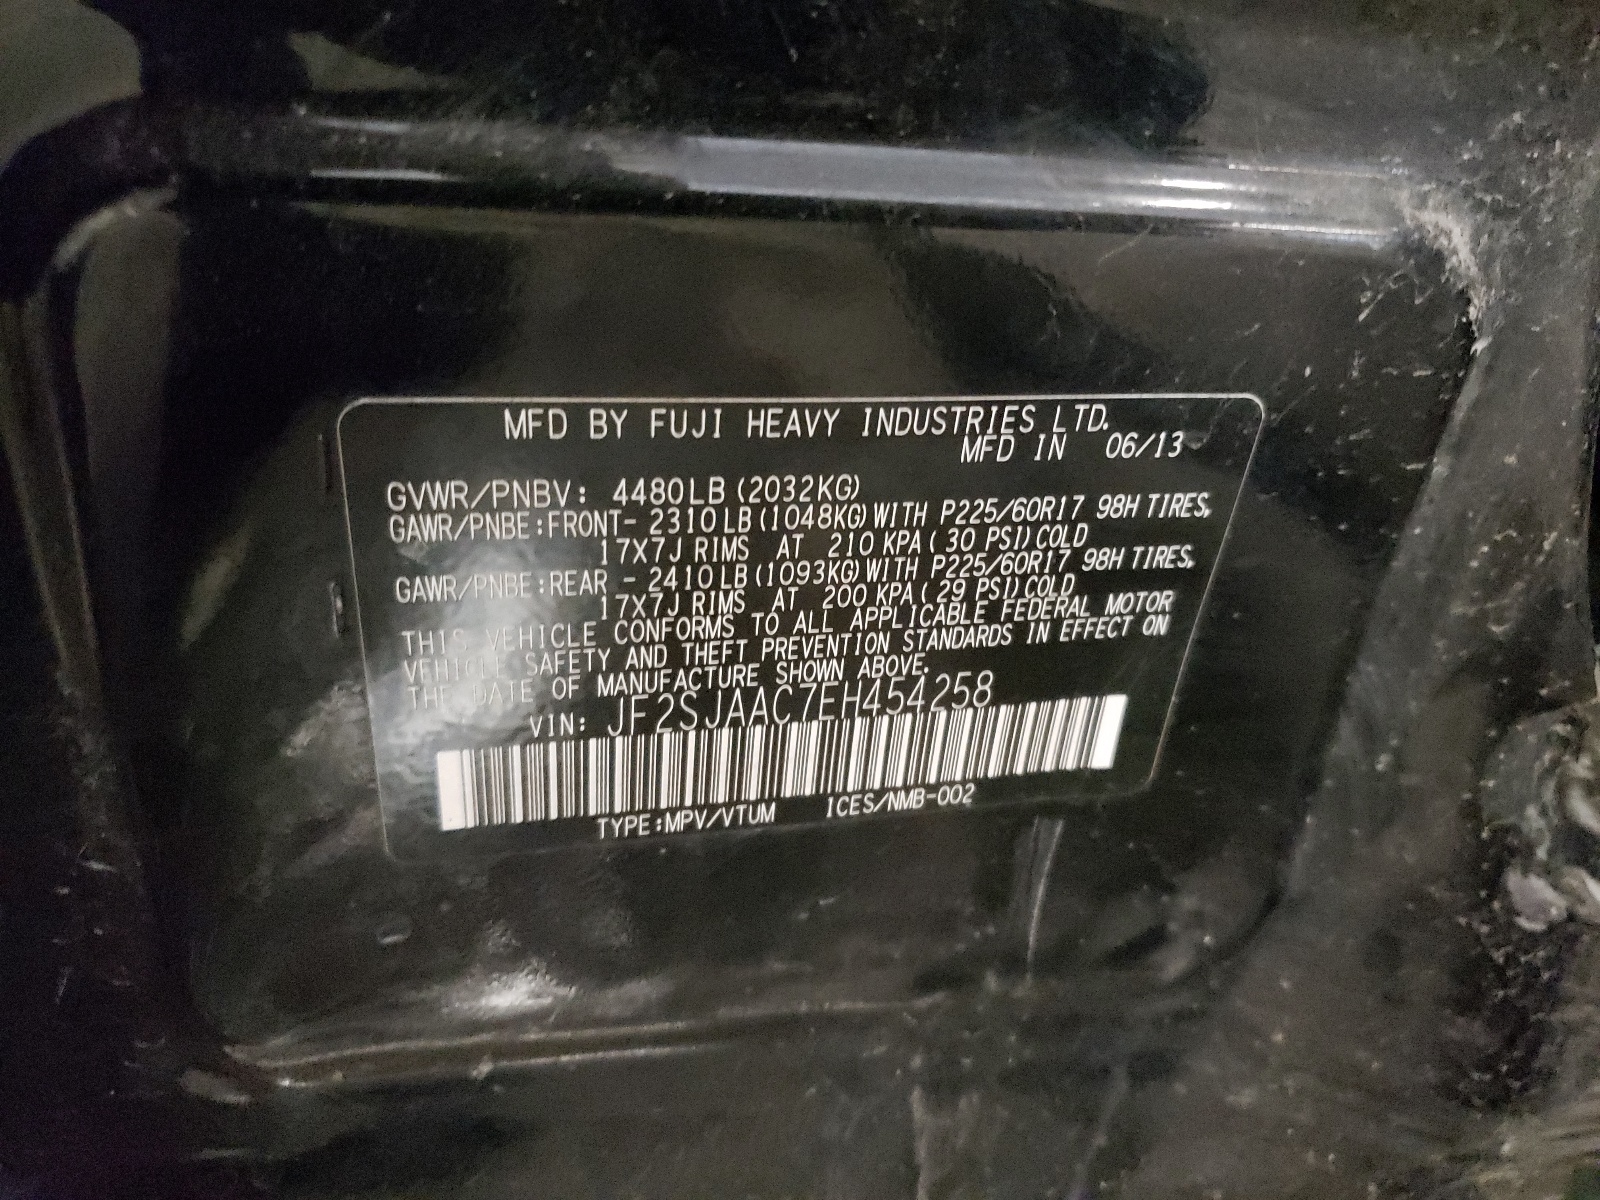 MFD BY FUJI HEAVY INDUSTRIES LTD.
MFD IN 06/13
GVWR/PNBV: 4480LB (2032KG)
GAWR/PNBE:FRONT- 2310LB (1048KG) WITH P225/60R17 98H TIRES,
17X7J RIMS AT 210 KPA ( 30 PSI) COLD
GAWR/PNBE:REAR - 2410LB (1093KG) WITH P225/60R17 98H TIRES,
17X7J RIMS AT 200 KPA ( 29 PSI) COLD
THIS VEHICLE CONFORMS TO ALL APPLICABLE FEDERAL MOTOR
VEHICLE SAFETY AND THEFT PREVENTION STANDARDS IN EFFECT ON
THE DATE OF MANUFACTURE SHOWN ABOVE.
VIN: JF2SJAAC7EH454258
TYPE:MPV/VTUM ICES/NMB-002